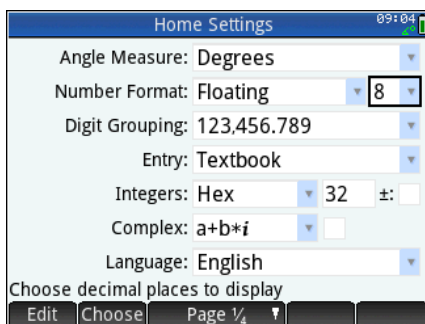 Home Settings 09:04
Angle Measure: Degrees
Number Format: Floating 8
Digit Grouping: 123,456.789
Entry: Textbook
Integers: Hex 32 ±:
Complex: a+b*i
Language: English
Choose decimal places to display
Edit Choose Page ¼